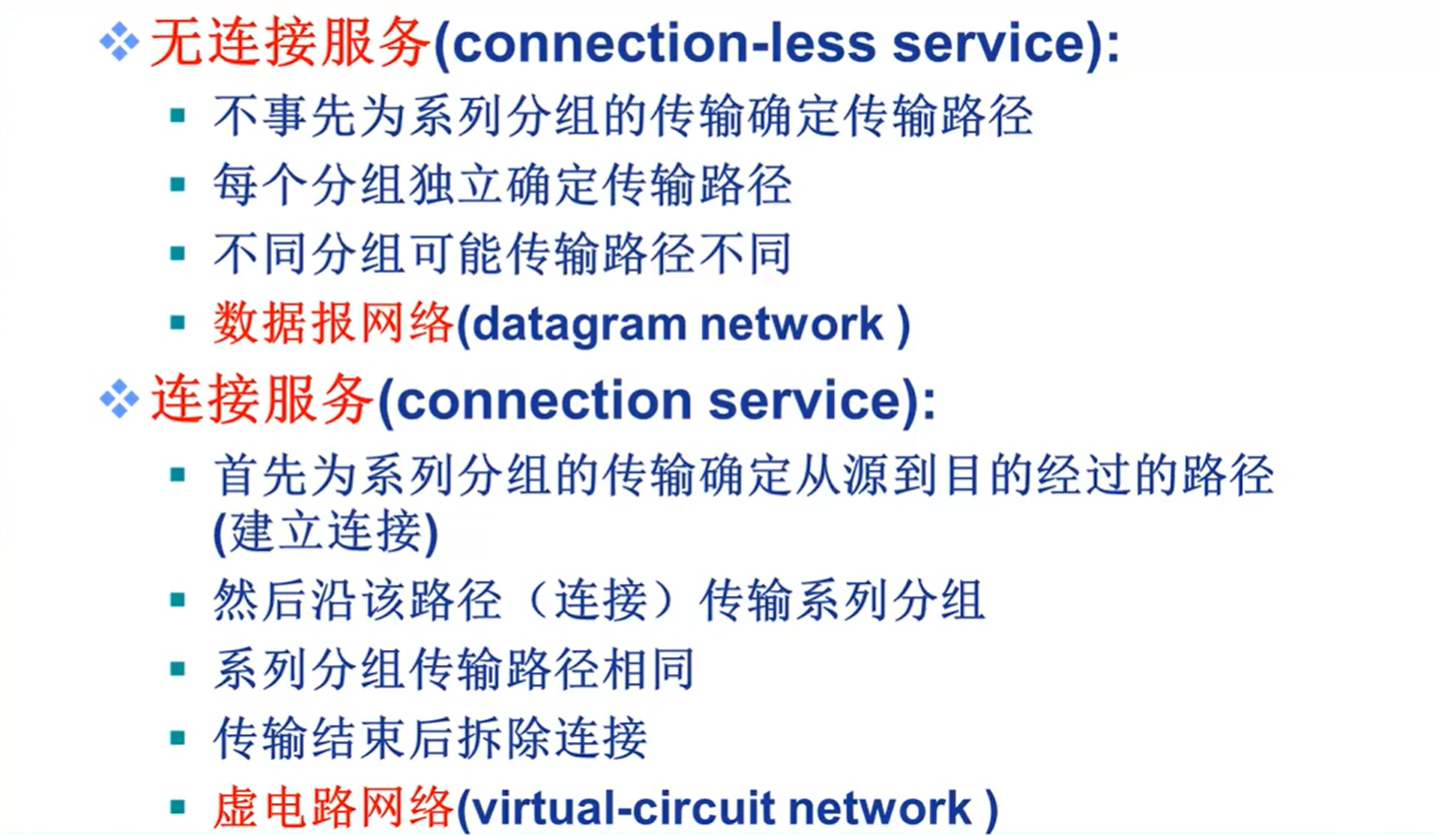 无连接服务(connection-less service):
不事先为系列分组的传输确定传输路径
每个分组独立确定传输路径
不同分组可能传输路径不同
数据报网络(datagram network )
连接服务(connection service):
首先为系列分组的传输确定从源到目的经过的路径
(建立连接)
然后沿该路径（连接）传输系列分组
系列分组传输路径相同
传输结束后拆除连接
虚电路网络(virtual-circuit network )